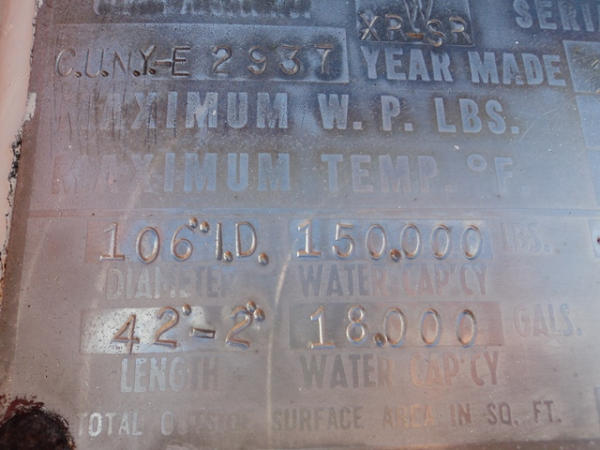 W
XR-SR
SERI
C.U.N.Y-E 2937 YEAR MADE
MAXIMUM W. P. LBS.
MAXIMUM TEMP. °F.
106" I.D. 150.000 LBS.
DIAMETER WATER CAP'CY
42'-2" 18.000 GALS.
LENGTH WATER CAP'CY
TOTAL OUTSIDE SURFACE AREA IN SQ. FT.